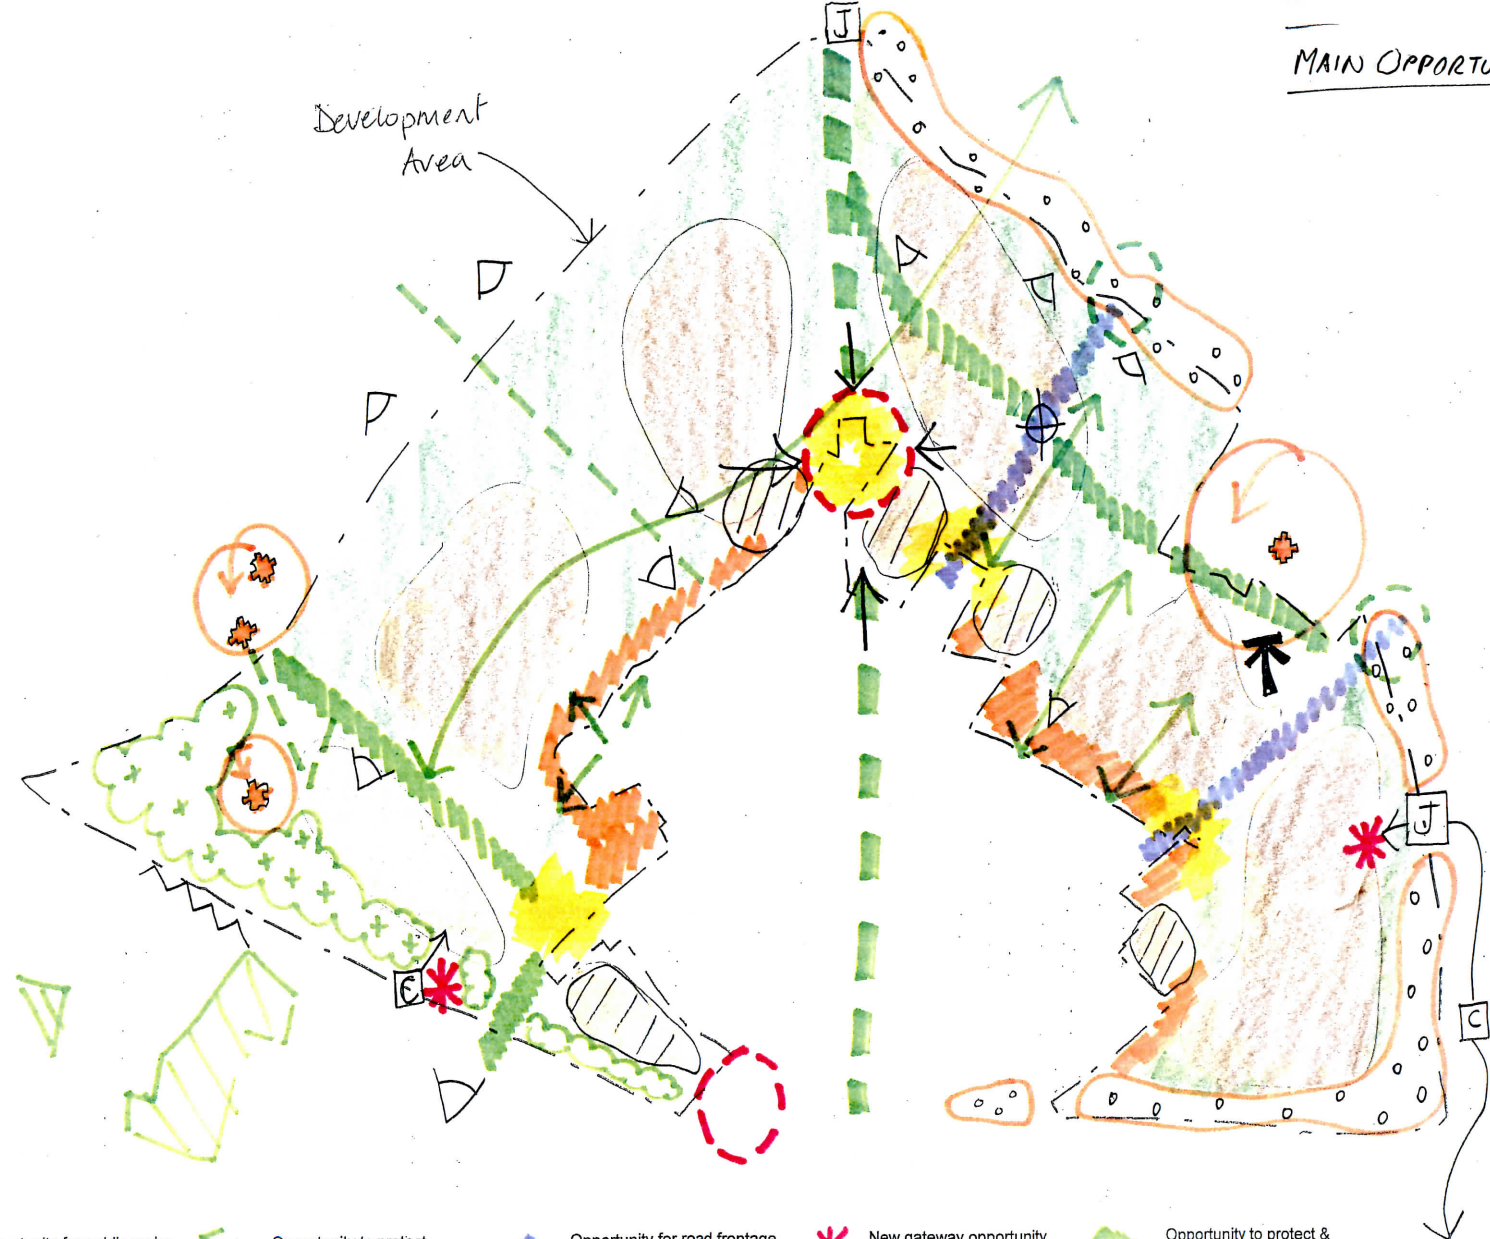 J
MAIN OPPORTU
Development
Area
J
C
E
Opportunity for road frontage
New gateway opportunity
Opportunity to protect &